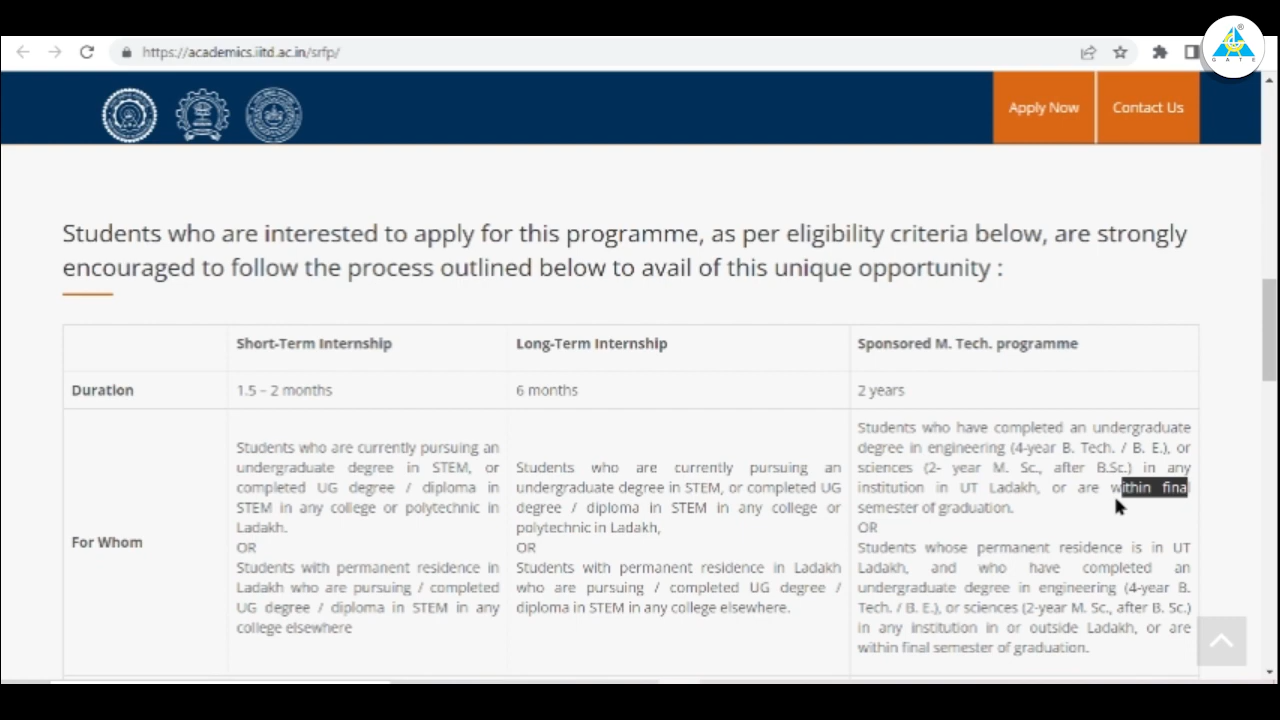 https://academics.iitd.ac.in/srfp/
GATE
Apply Now
Contact Us
Students who are interested to apply for this programme, as per eligibility criteria below, are strongly
encouraged to follow the process outlined below to avail of this unique opportunity :
Short-Term Internship
Long-Term Internship
Sponsored M. Tech. programme
Duration
1.5 – 2 months
6 months
2 years
For Whom
Students who are currently pursuing an
undergraduate degree in STEM, or
completed UG degree / diploma in
STEM in any college or polytechnic in
Ladakh.
OR
Students with permanent residence in
Ladakh who are pursuing / completed
UG degree / diploma in STEM in any
college elsewhere
Students who are currently pursuing an
undergraduate degree in STEM, or completed UG
degree / diploma in STEM in any college or
polytechnic in Ladakh,
OR
Students with permanent residence in Ladakh
who are pursuing / completed UG degree /
diploma in STEM in any college elsewhere.
Students who have completed an undergraduate
degree in engineering (4-year B. Tech. / B. E.), or
sciences (2- year M. Sc., after B.Sc.) in any
institution in UT Ladakh, or are within final
semester of graduation.
OR
Students whose permanent residence is in UT
Ladakh, and who have completed an
undergraduate degree in engineering (4-year B.
Tech. / B. E.), or sciences (2-year M. Sc., after B. Sc.)
in any institution in or outside Ladakh, or are
within final semester of graduation.